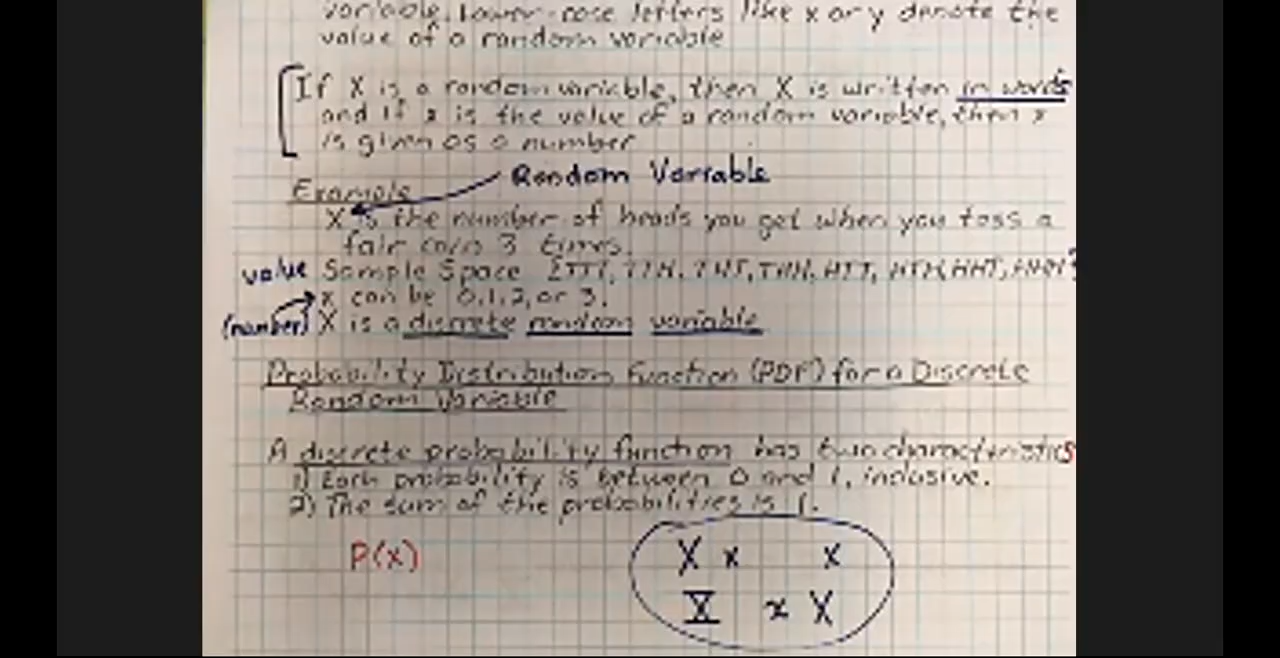 variable. Lower-case letters like x or y denote the
value of a random variable
If X is a random variable, then X is written in words
and if x is the value of a random variable, then x
is given as a number
Random Variable
Example
X is the number of heads you get when you toss a
fair coin 3 times.
value Sample Space {TTT, TTH, THT, THH, HTT, HTH, HHT, HHH}
x can be 0, 1, 2, or 3.
(number) X is a discrete random variable
Probability Distribution Function (PDF) for a Discrete
Random Variable
A discrete probability function has two characteristics
1) Each probability is between 0 and 1, inclusive.
2) The sum of the probabilities is 1.
P(x)
X x x
X x X